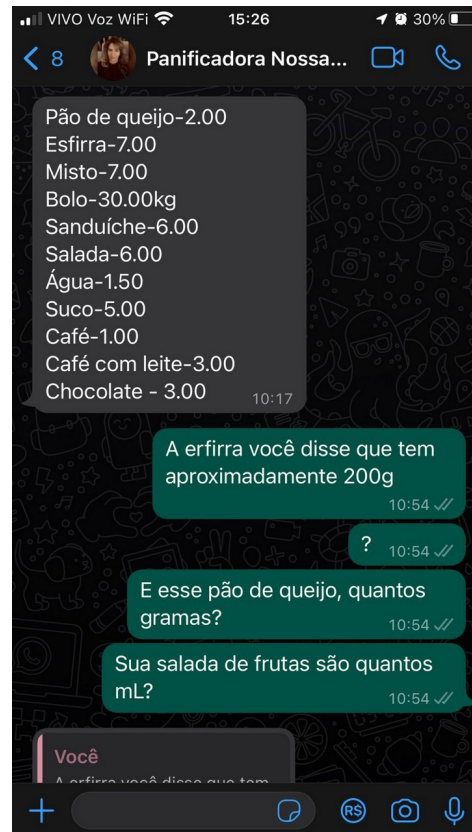 VIVO Voz WiFi 15:26 30%
8 Panificadora Nossa...
Pão de queijo-2.00
Esfirra-7.00
Misto-7.00
Bolo-30.00kg
Sanduíche-6.00
Salada-6.00
Água-1.50
Suco-5.00
Café-1.00
Café com leite-3.00
Chocolate - 3.00 10:17
A erfirra você disse que tem
aproximadamente 200g
10:54
? 10:54
E esse pão de queijo, quantos
gramas?
10:54
Sua salada de frutas são quantos
mL?
10:54
Você
A erfirra você disse que tem
R$